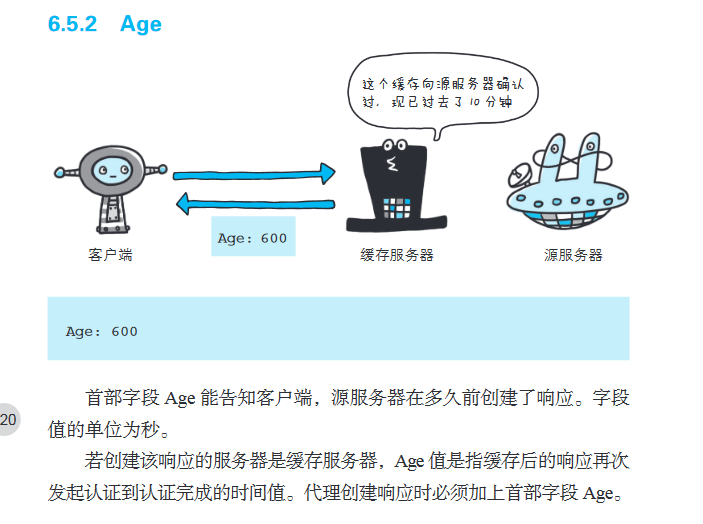 6.5.2 Age
这个缓存向源服务器确认
过，现已过去了10分钟
Age: 600
客户端
缓存服务器
源服务器
Age: 600
首部字段 Age 能告知客户端，源服务器在多久前创建了响应。字段
值的单位为秒。
20
若创建该响应的服务器是缓存服务器，Age 值是指缓存后的响应再次
发起认证到认证完成的时间值。代理创建响应时必须加上首部字段 Age。